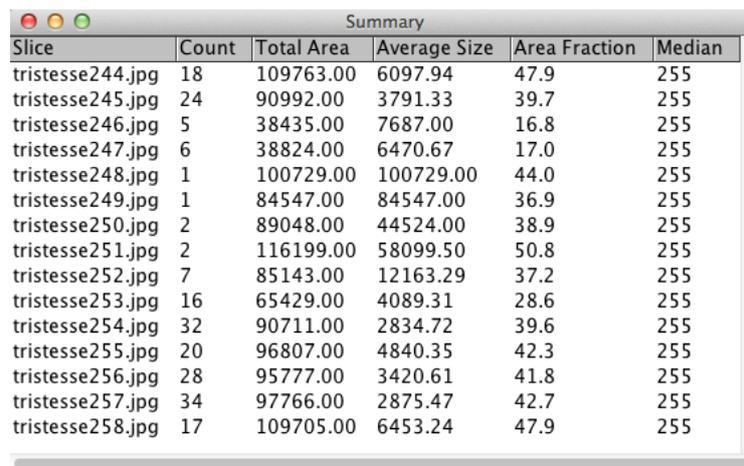 Summary
Slice Count Total Area Average Size Area Fraction Median
tristesse244.jpg 18 109763.00 6097.94 47.9 255
tristesse245.jpg 24 90992.00 3791.33 39.7 255
tristesse246.jpg 5 38435.00 7687.00 16.8 255
tristesse247.jpg 6 38824.00 6470.67 17.0 255
tristesse248.jpg 1 100729.00 100729.00 44.0 255
tristesse249.jpg 1 84547.00 84547.00 36.9 255
tristesse250.jpg 2 89048.00 44524.00 38.9 255
tristesse251.jpg 2 116199.00 58099.50 50.8 255
tristesse252.jpg 7 85143.00 12163.29 37.2 255
tristesse253.jpg 16 65429.00 4089.31 28.6 255
tristesse254.jpg 32 90711.00 2834.72 39.6 255
tristesse255.jpg 20 96807.00 4840.35 42.3 255
tristesse256.jpg 28 95777.00 3420.61 41.8 255
tristesse257.jpg 34 97766.00 2875.47 42.7 255
tristesse258.jpg 17 109705.00 6453.24 47.9 255